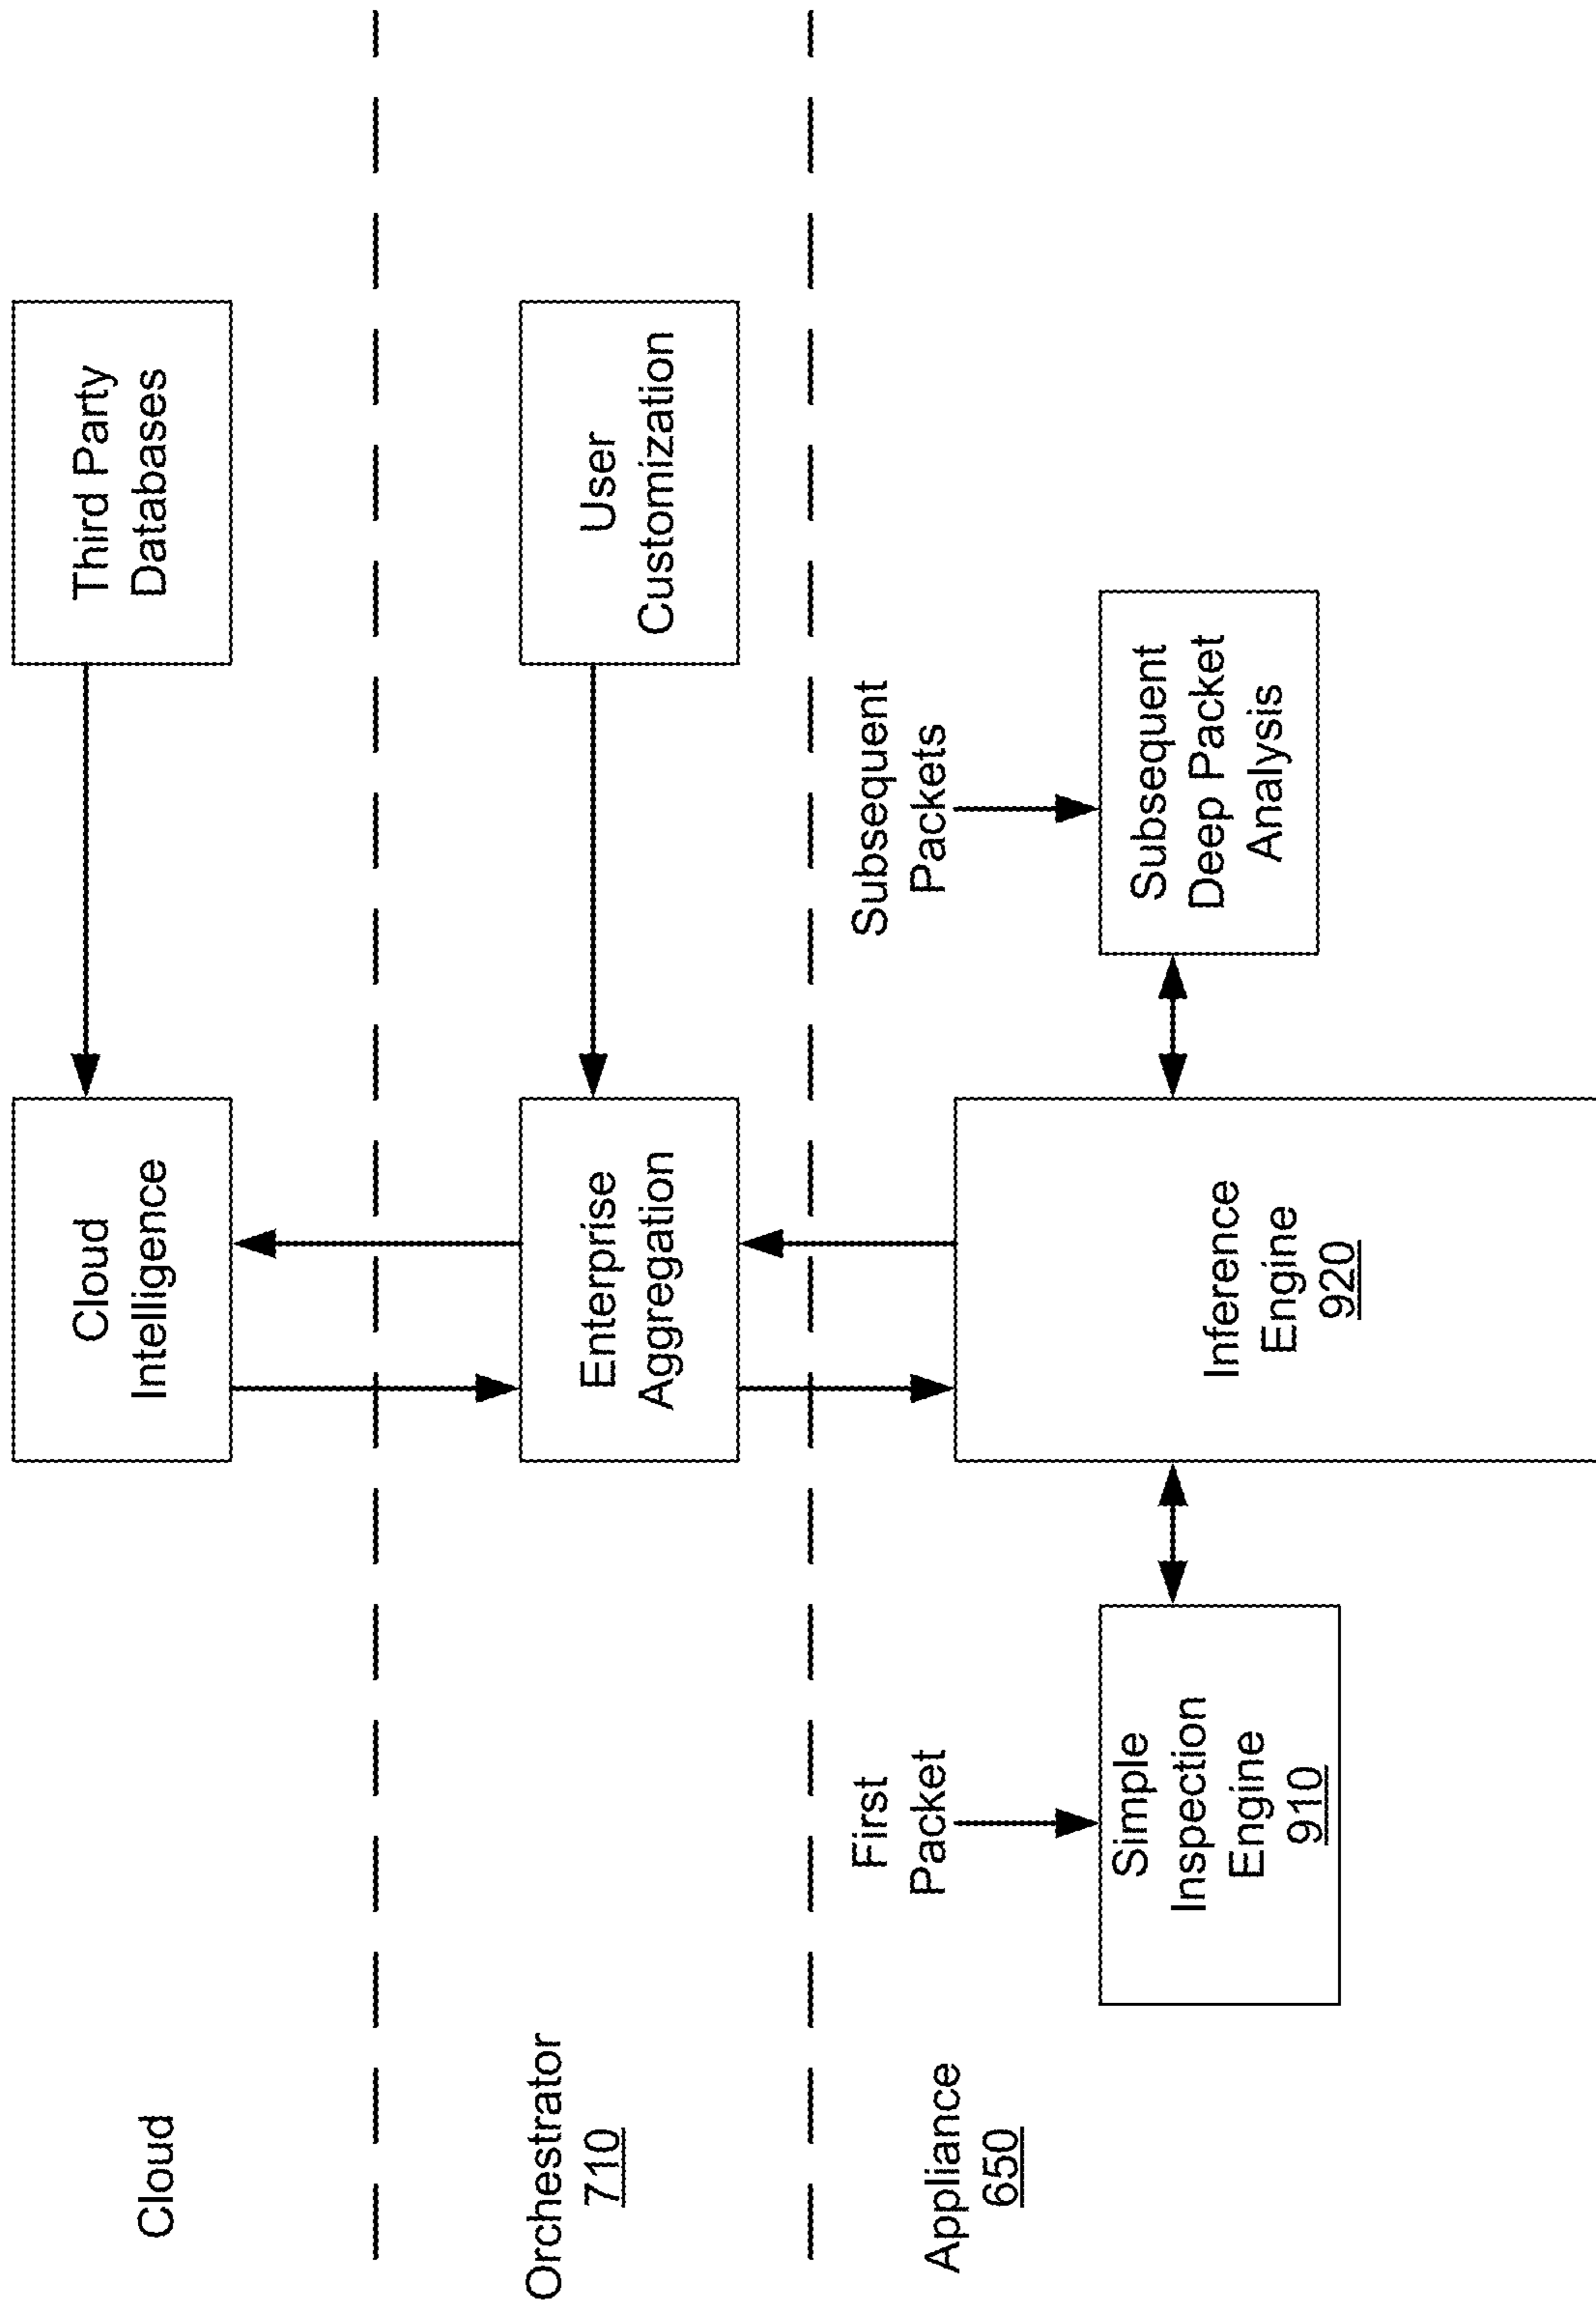 Cloud
Cloud
Intelligence
Third Party
Databases
Orchestrator
710
Enterprise
Aggregation
User
Customization
Appliance
650
First
Packet
Subsequent
Packets
Simple
Inspection
Engine
910
Inference
Engine
920
Subsequent
Deep Packet
Analysis